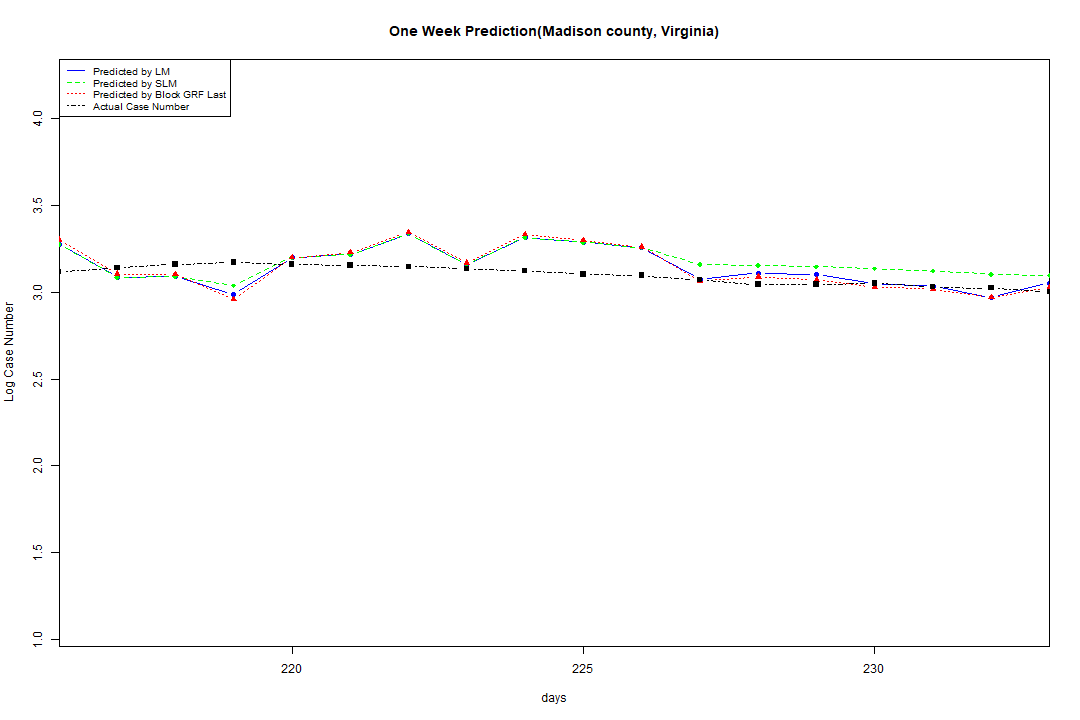 One Week Prediction(Madison county, Virginia)
Predicted by LM
Predicted by SLM
Predicted by Block GRF Last
Actual Case Number
Log Case Number
4.0
3.5
3.0
2.5
2.0
1.5
1.0
220 225 230
days